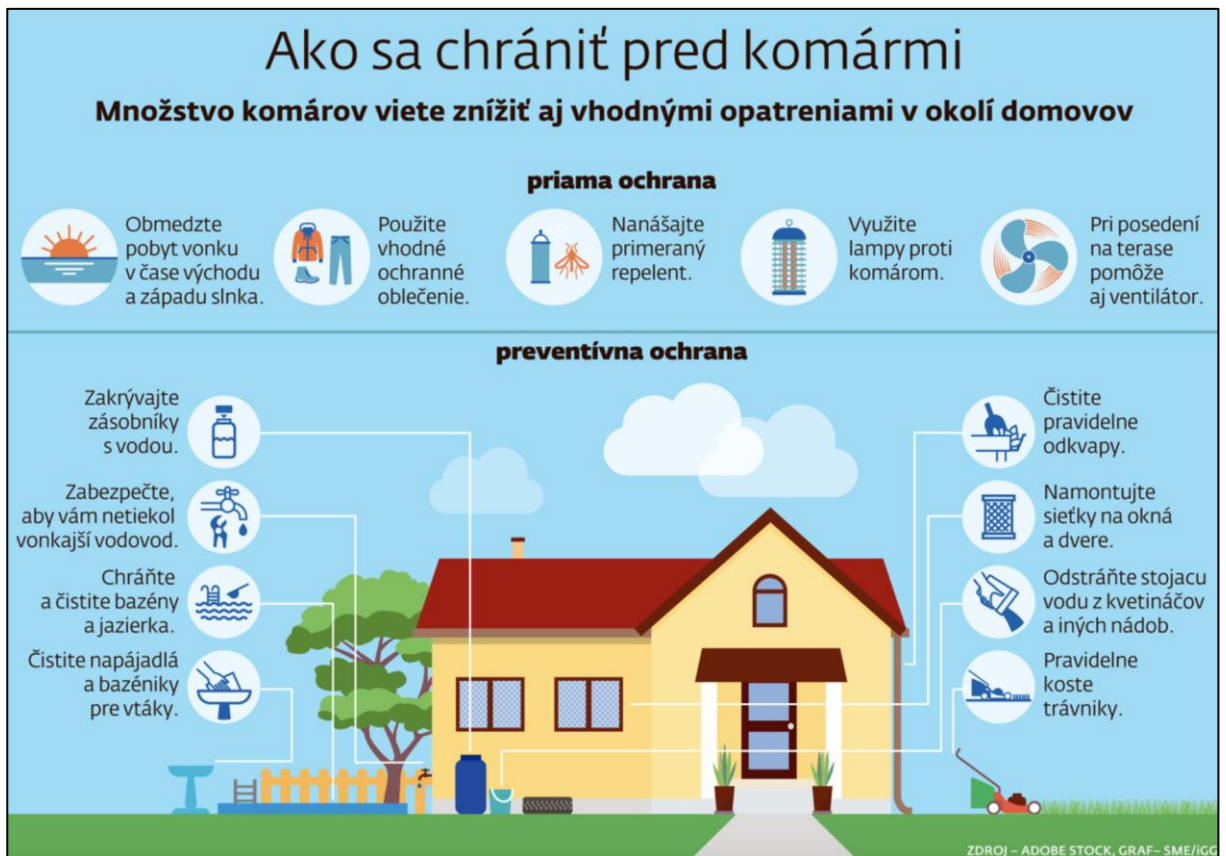 Ako sa chrániť pred komármi
Množstvo komárov viete znížiť aj vhodnými opatreniami v okolí domovov
priama ochrana
Obmedzte
pobyt vonku
v čase východu
a západu slnka.
Použite
vhodné
ochranné
oblečenie.
Nanášajte
primeraný
repelent.
Využite
lampy proti
komárom.
Pri posedení
na terase
pomôže
aj ventilátor.
preventívna ochrana
Zakrývajte
zásobníky
s vodou.
Zabezpečte,
aby vám netiekol
vonkajší vodovod.
Chráňte
a čistite bazény
a jazierka.
Čistite napájadlá
a bazéniky
pre vtáky.
Čistite
pravidelne
odkvapy.
Namontujte
sieťky na okná
a dvere.
Odstráňte stojacu
vodu z kvetináčov
a iných nádob.
Pravidelne
koste
trávniky.
ZDROJ – ADOBE STOCK, GRAF– SME/iGG